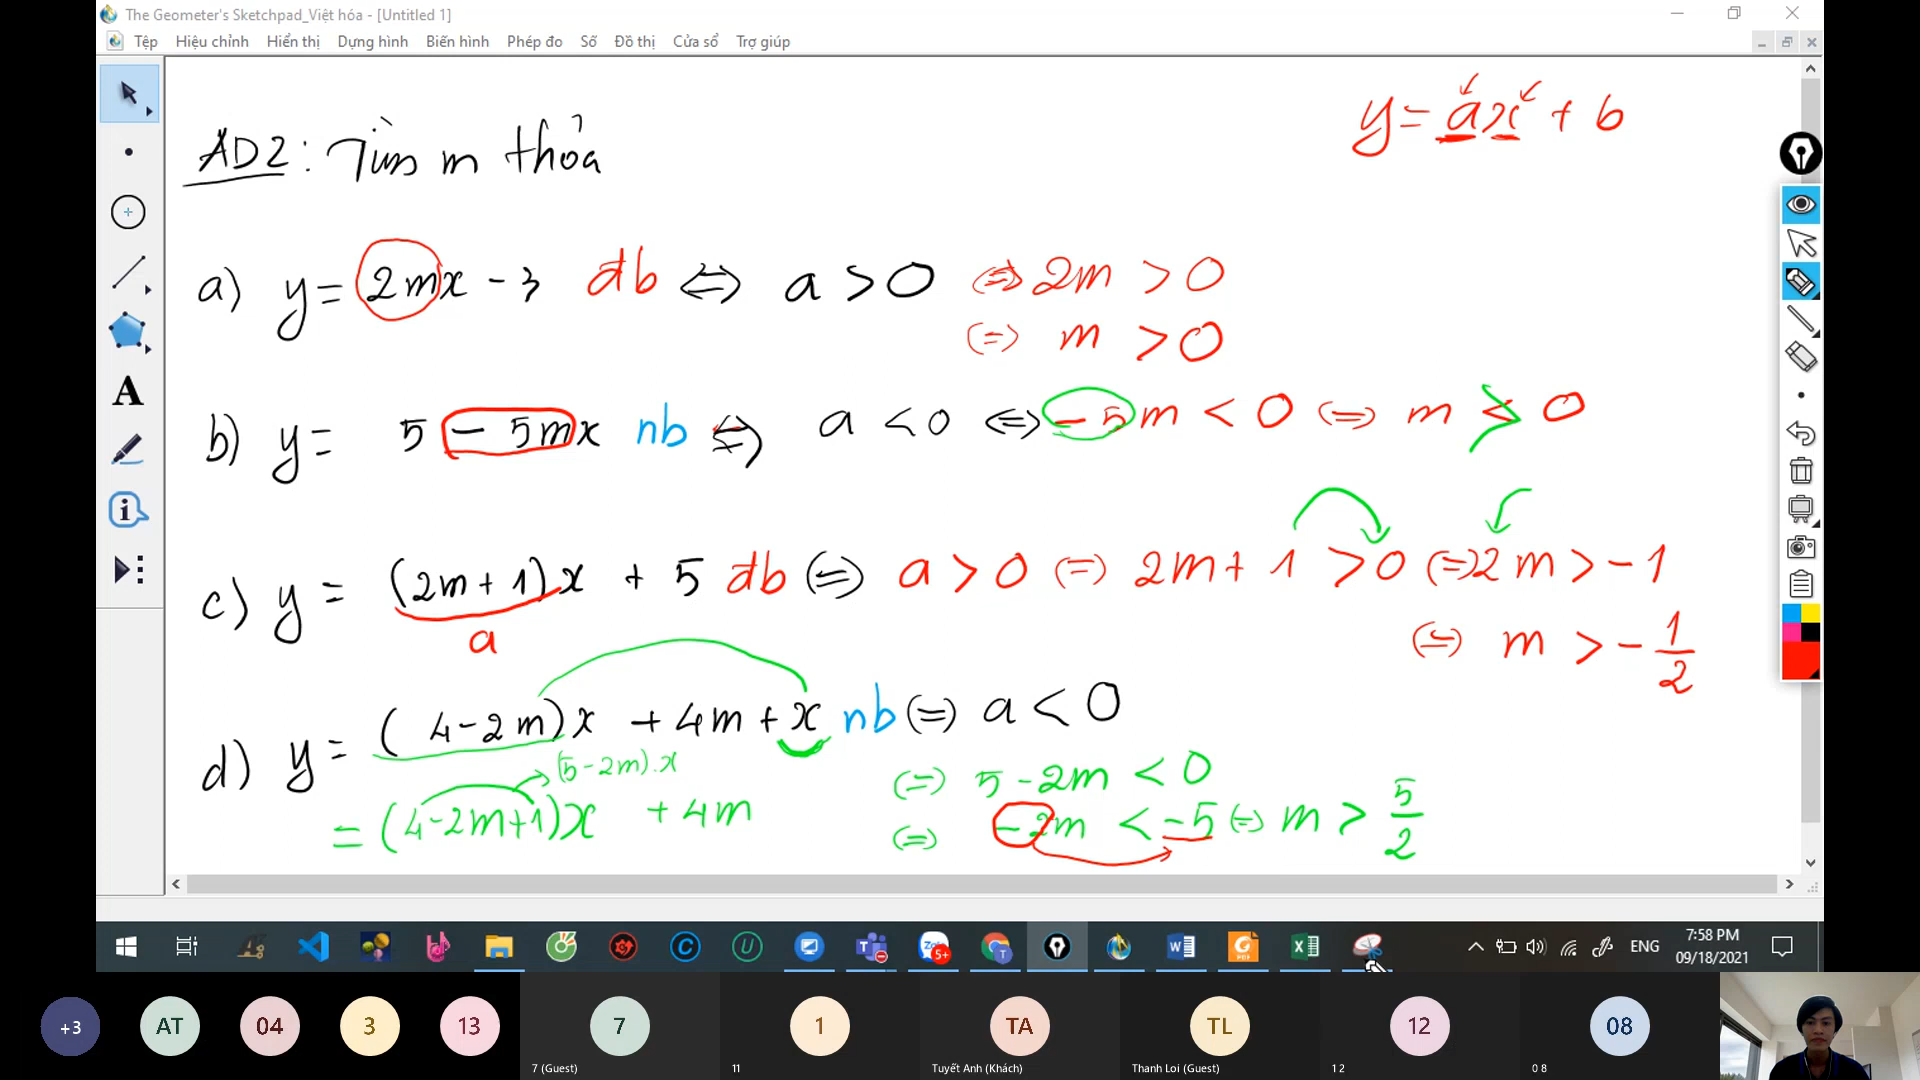 The Geometer's Sketchpad_Việt hóa - [Untitled 1]
Tệp Hiệu chỉnh Hiển thị Dựng hình Biến hình Phép đo Số Đồ thị Cửa sổ Trợ giúp
y = ax + b
AD2: Tìm m thỏa
a) y = 2mx - 3 đb ⇔ a > 0 ⇔ 2m > 0
⇔ m > 0
b) y = 5 - 5mx nb ⇔ a < 0 ⇔ - 5m < 0 ⇔ m > 0
c) y = (2m + 1)x + 5 đb ⇔ a > 0 ⇔ 2m + 1 > 0 ⇔ 2m > - 1
a
⇔ m > - 1/2
d) y = (4 - 2m)x + 4m + x nb ⇔ a < 0
(5 - 2m).x
⇔ 5 - 2m < 0
= (4 - 2m + 1)x + 4m
⇔ - 2m < - 5 ⇔ m > 5/2
A
ENG
7:58 PM
09/18/2021
+3 AT 04 3 13 7 1 TA TL 12 08
7 (Guest) 11 Tuyết Anh (Khách) Thanh Loi (Guest) 1 2 0 8